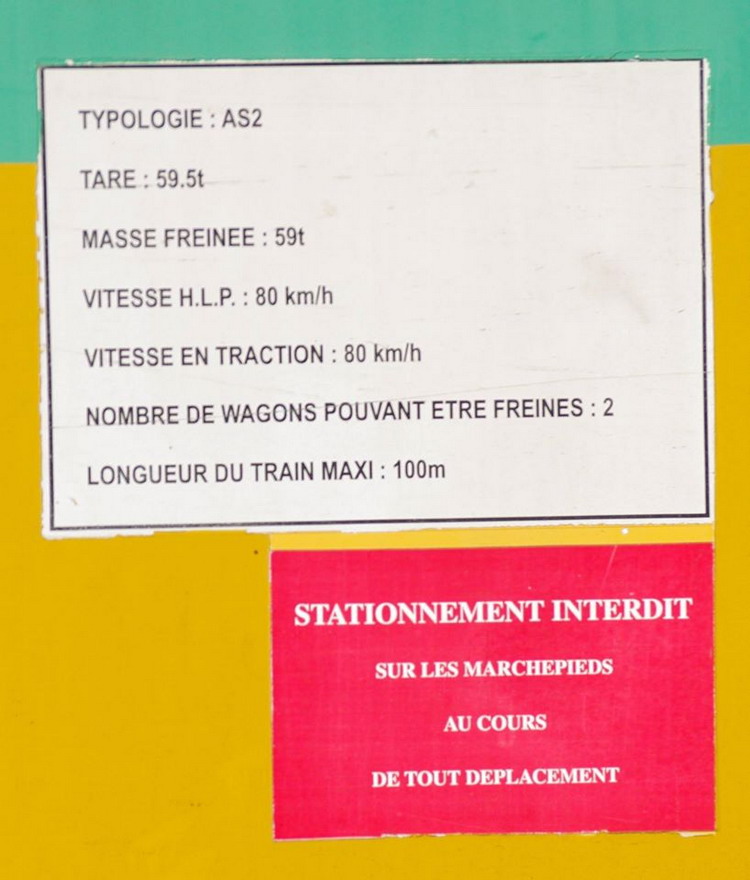 TYPOLOGIE : AS2
TARE : 59.5t
MASSE FREINEE : 59t
VITESSE H.L.P. : 80 km/h
VITESSE EN TRACTION : 80 km/h
NOMBRE DE WAGONS POUVANT ETRE FREINES : 2
LONGUEUR DU TRAIN MAXI : 100m
STATIONNEMENT INTERDIT
SUR LES MARCHEPIEDS
AU COURS
DE TOUT DEPLACEMENT